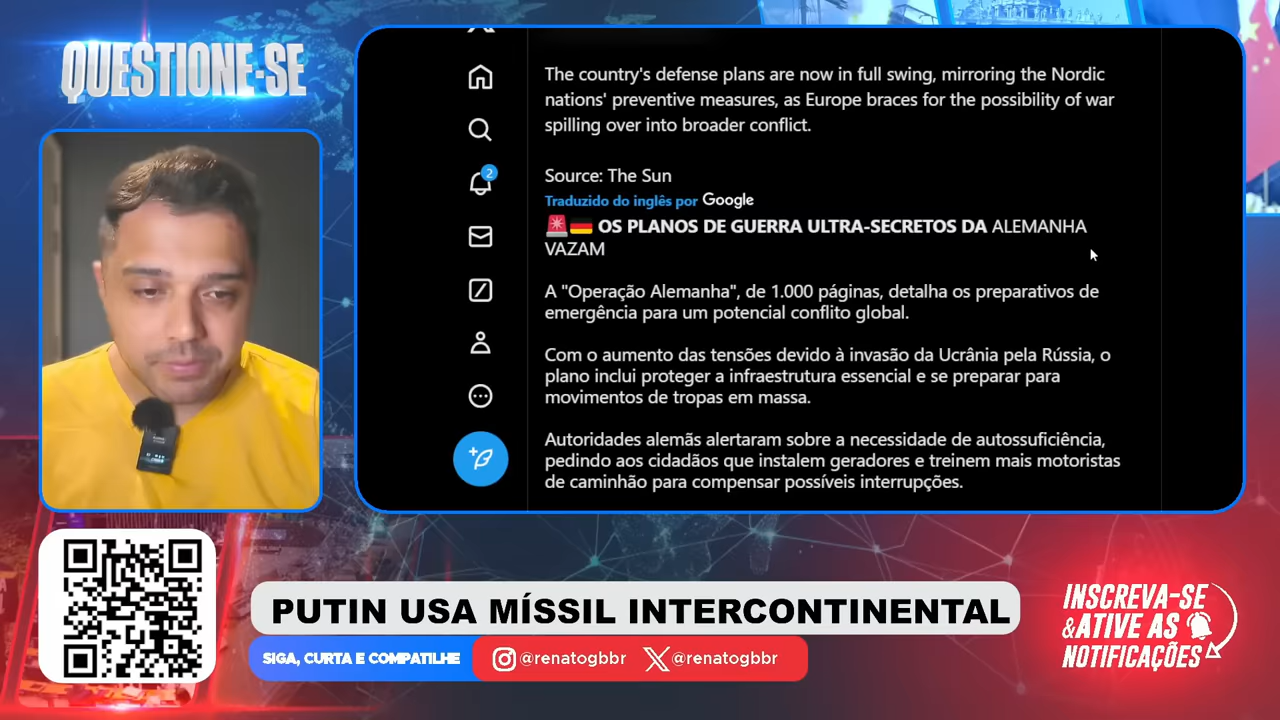 QUESTIONE-SE
The country's defense plans are now in full swing, mirroring the Nordic
nations' preventive measures, as Europe braces for the possibility of war
spilling over into broader conflict.
Source: The Sun
Traduzido do inglês por Google
🚨🇩🇪 OS PLANOS DE GUERRA ULTRA-SECRETOS DA ALEMANHA
VAZAM
A "Operação Alemanha", de 1.000 páginas, detalha os preparativos de
emergência para um potencial conflito global.
Com o aumento das tensões devido à invasão da Ucrânia pela Rússia, o
plano inclui proteger a infraestrutura essencial e se preparar para
movimentos de tropas em massa.
Autoridades alemãs alertaram sobre a necessidade de autossuficiência,
pedindo aos cidadãos que instalem geradores e treinem mais motoristas
de caminhão para compensar possíveis interrupções.
2
PUTIN USA MÍSSIL INTERCONTINENTAL
SIGA, CURTA E COMPATILHE
@renatogbbr
@renatogbbr
INSCREVA-SE
&ATIVE AS
NOTIFICAÇÕES